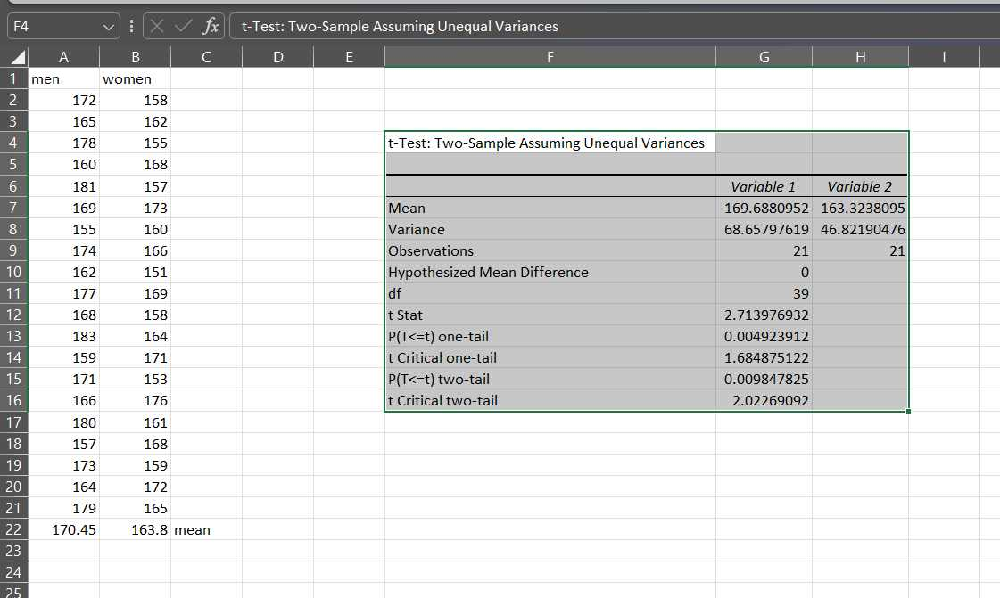 F4 fx t-Test: Two-Sample Assuming Unequal Variances
A B C D E F G H I
1 men women
2 172 158
3 165 162
4 178 155 t-Test: Two-Sample Assuming Unequal Variances
5 160 168
6 181 157 Variable 1 Variable 2
7 169 173 Mean 169.6880952 163.3238095
8 155 160 Variance 68.65797619 46.82190476
9 174 166 Observations 21 21
10 162 151 Hypothesized Mean Difference 0
11 177 169 df 39
12 168 158 t Stat 2.713976932
13 183 164 P(T<=t) one-tail 0.004923912
14 159 171 t Critical one-tail 1.684875122
15 171 153 P(T<=t) two-tail 0.009847825
16 166 176 t Critical two-tail 2.02269092
17 180 161
18 157 168
19 173 159
20 164 172
21 179 165
22 170.45 163.8 mean
23
24
25